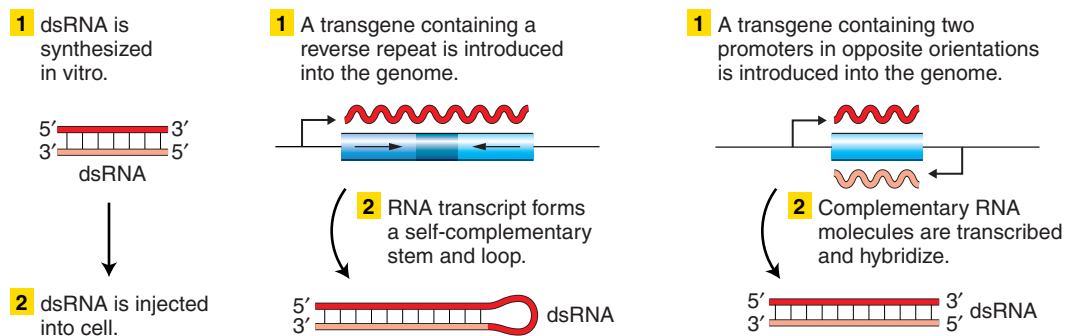 1 dsRNA is
synthesized
in vitro.
5′ 3′
3′ 5′
dsRNA
2 dsRNA is injected
into cell.
1 A transgene containing a
reverse repeat is introduced
into the genome.
2 RNA transcript forms
a self-complementary
stem and loop.
5′
3′
dsRNA
1 A transgene containing two
promoters in opposite orientations
is introduced into the genome.
2 Complementary RNA
molecules are transcribed
and hybridize.
5′ 3′
3′ 5′
dsRNA